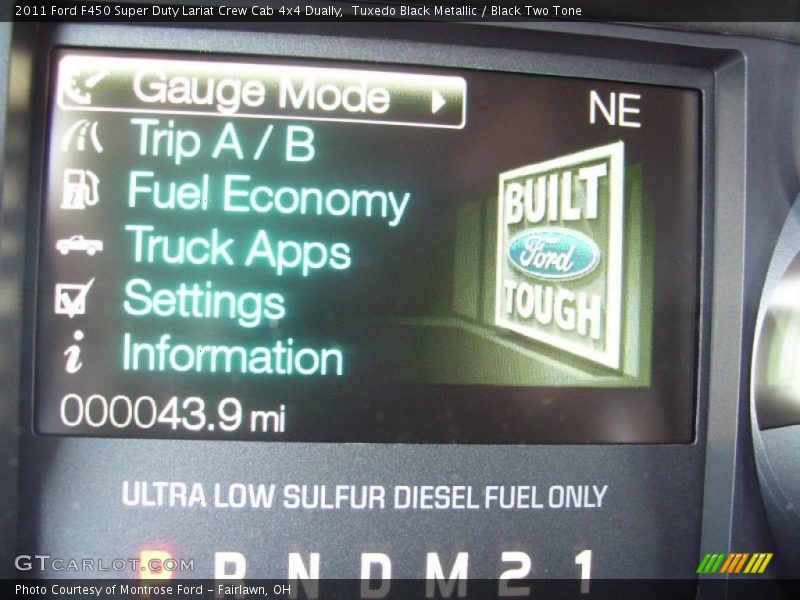 2011 Ford F450 Super Duty Lariat Crew Cab 4x4 Dually,  Tuxedo Black Metallic / Black Two Tone
Gauge Mode
NE
Trip A / B
Fuel Economy
Truck Apps
Settings
Information
BUILT
Ford
TOUGH
000043.9 mi
ULTRA LOW SULFUR DIESEL FUEL ONLY
P R N D M 2 1
GTcarlot.com
Photo Courtesy of Montrose Ford – Fairlawn, OH